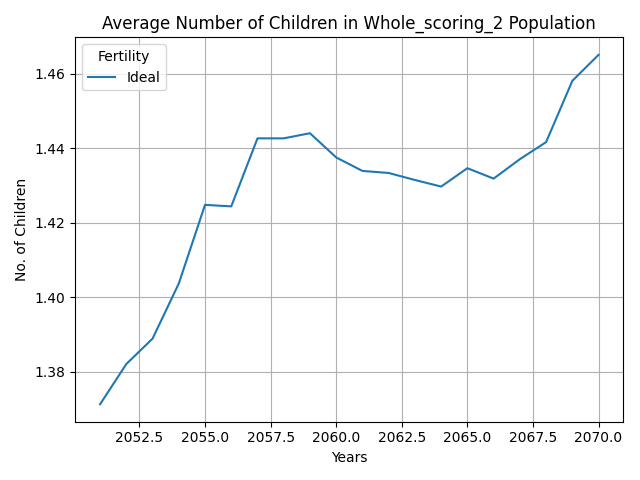 Average Number of Children in Whole_scoring_2 Population
Fertility
Ideal
No. of Children
1.46
1.44
1.42
1.40
1.38
2052.5 2055.0 2057.5 2060.0 2062.5 2065.0 2067.5 2070.0
Years